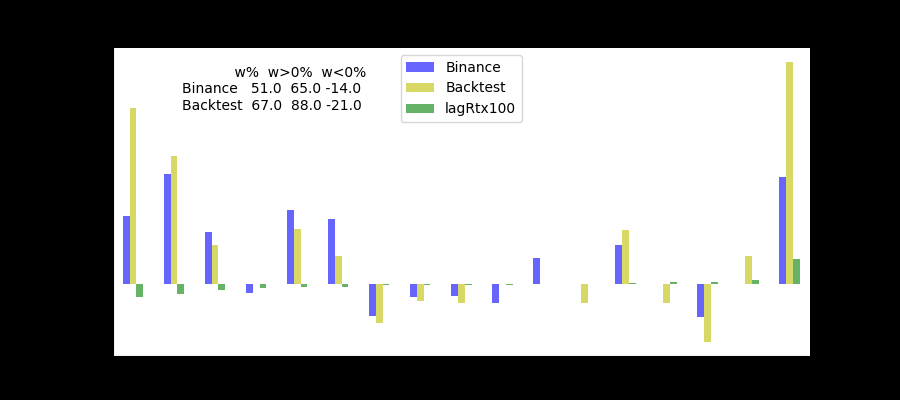 w%  w>0%  w<0%
Binance   51.0  65.0 -14.0
Backtest  67.0  88.0 -21.0
Binance
Backtest
lagRtx100